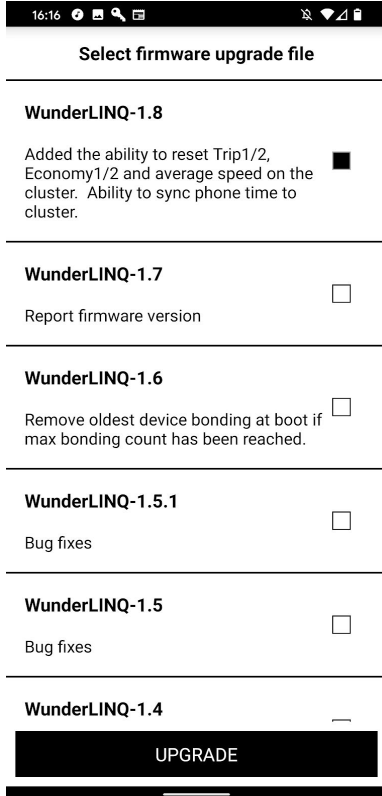 16:16
Select firmware upgrade file
WunderLINQ-1.8
Added the ability to reset Trip1/2,
Economy1/2 and average speed on the
cluster.  Ability to sync phone time to
cluster.
WunderLINQ-1.7
Report firmware version
WunderLINQ-1.6
Remove oldest device bonding at boot if
max bonding count has been reached.
WunderLINQ-1.5.1
Bug fixes
WunderLINQ-1.5
Bug fixes
WunderLINQ-1.4
UPGRADE